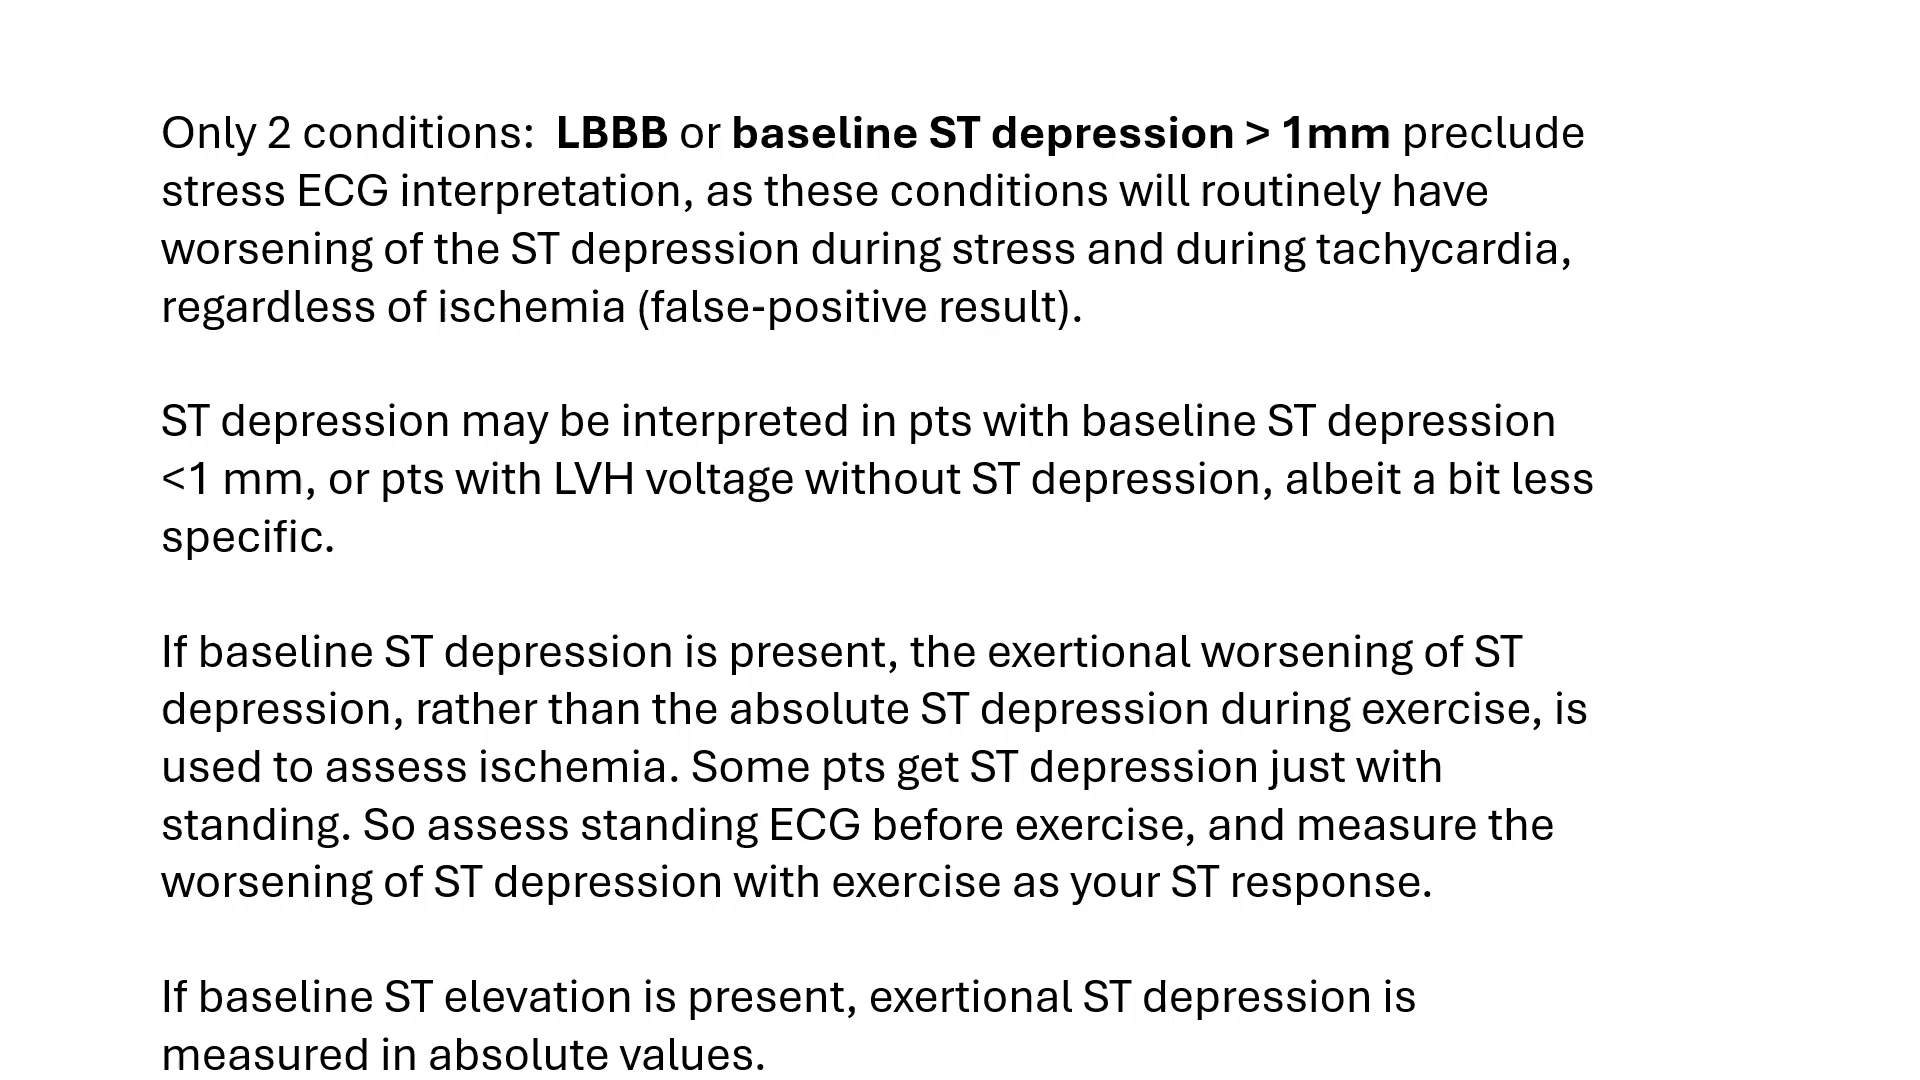 Only 2 conditions:  LBBB or baseline ST depression > 1mm preclude
stress ECG interpretation, as these conditions will routinely have
worsening of the ST depression during stress and during tachycardia,
regardless of ischemia (false-positive result).
ST depression may be interpreted in pts with baseline ST depression
<1 mm, or pts with LVH voltage without ST depression, albeit a bit less
specific.
If baseline ST depression is present, the exertional worsening of ST
depression, rather than the absolute ST depression during exercise, is
used to assess ischemia. Some pts get ST depression just with
standing. So assess standing ECG before exercise, and measure the
worsening of ST depression with exercise as your ST response.
If baseline ST elevation is present, exertional ST depression is
measured in absolute values.